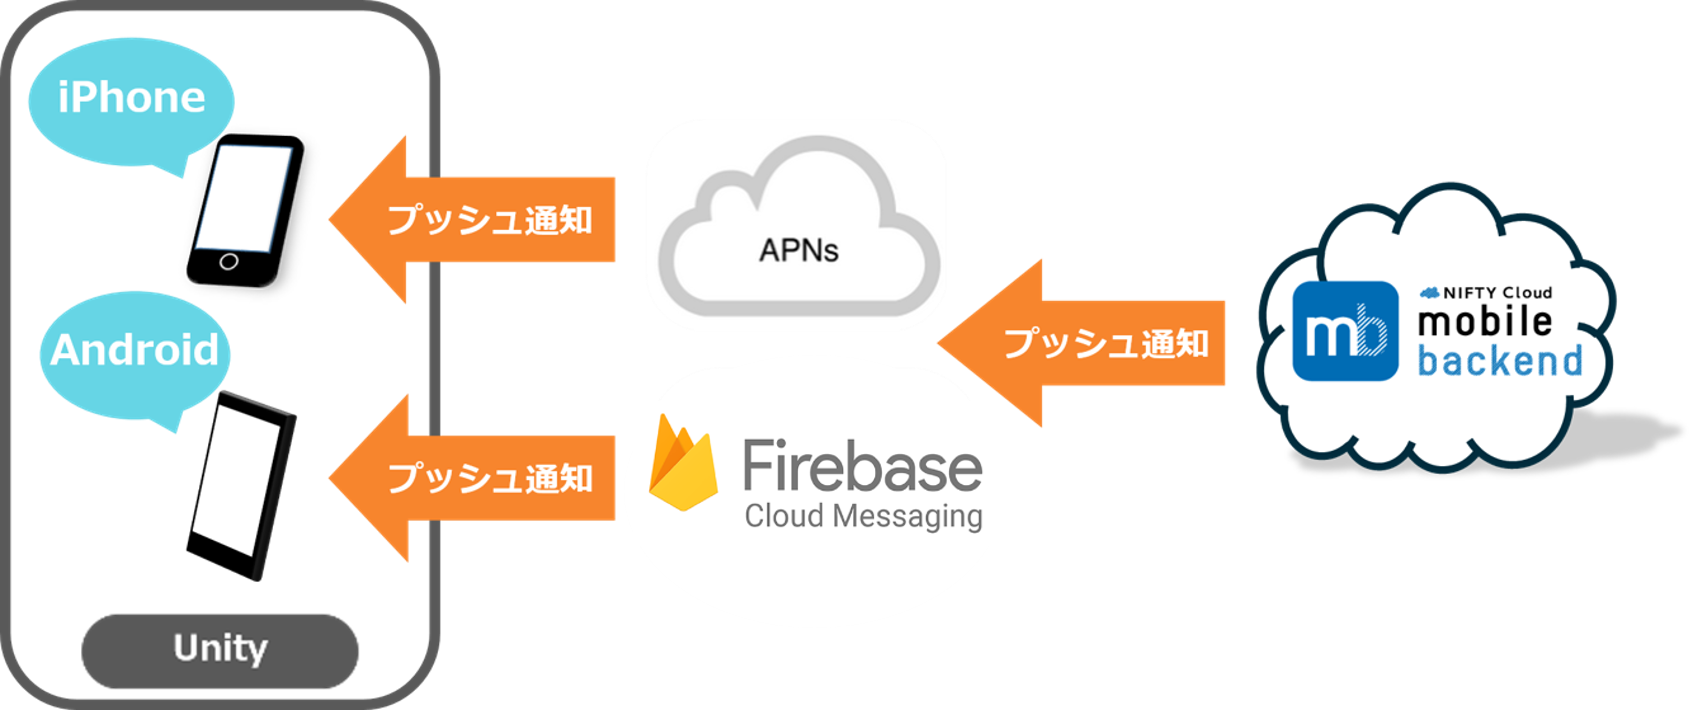 iPhone
プッシュ通知
APNs
プッシュ通知
mb
NIFTY Cloud
mobile
backend
Android
プッシュ通知
Firebase
Cloud Messaging
Unity